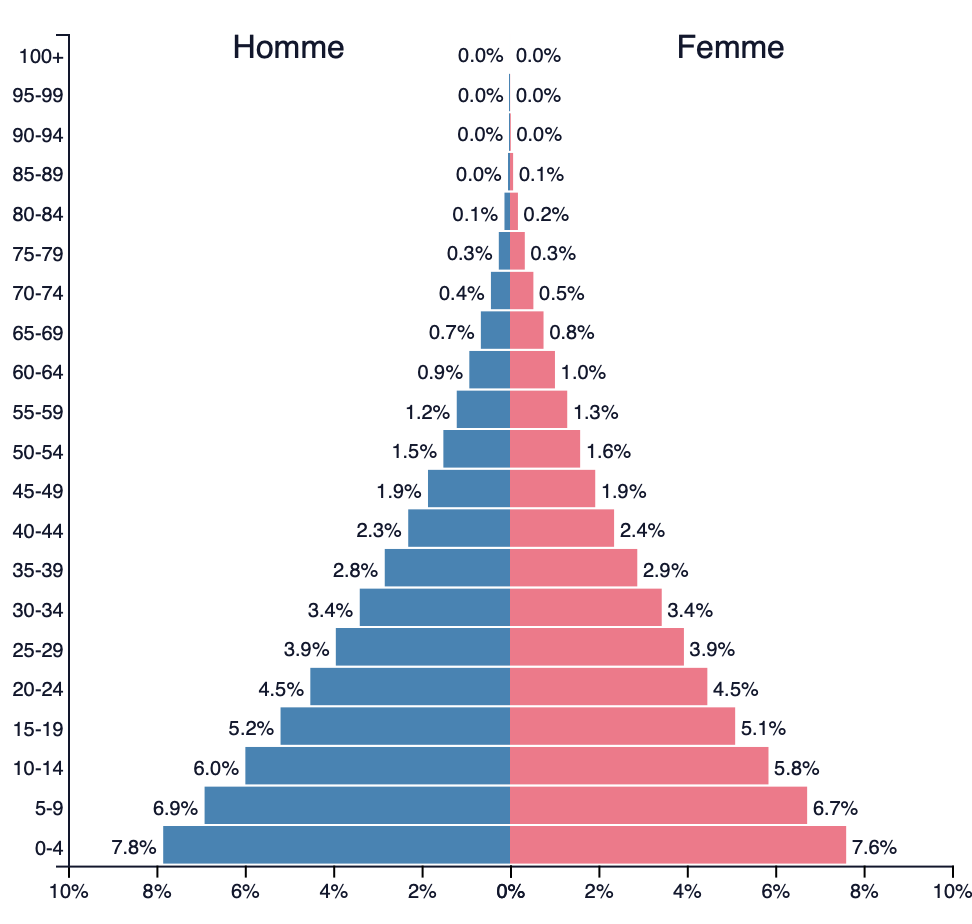 Homme Femme
100+ 0.0% 0.0%
95-99 0.0% 0.0%
90-94 0.0% 0.0%
85-89 0.0% 0.1%
80-84 0.1% 0.2%
75-79 0.3% 0.3%
70-74 0.4% 0.5%
65-69 0.7% 0.8%
60-64 0.9% 1.0%
55-59 1.2% 1.3%
50-54 1.5% 1.6%
45-49 1.9% 1.9%
40-44 2.3% 2.4%
35-39 2.8% 2.9%
30-34 3.4% 3.4%
25-29 3.9% 3.9%
20-24 4.5% 4.5%
15-19 5.2% 5.1%
10-14 6.0% 5.8%
5-9 6.9% 6.7%
0-4 7.8% 7.6%
10% 8% 6% 4% 2% 0% 2% 4% 6% 8% 10%